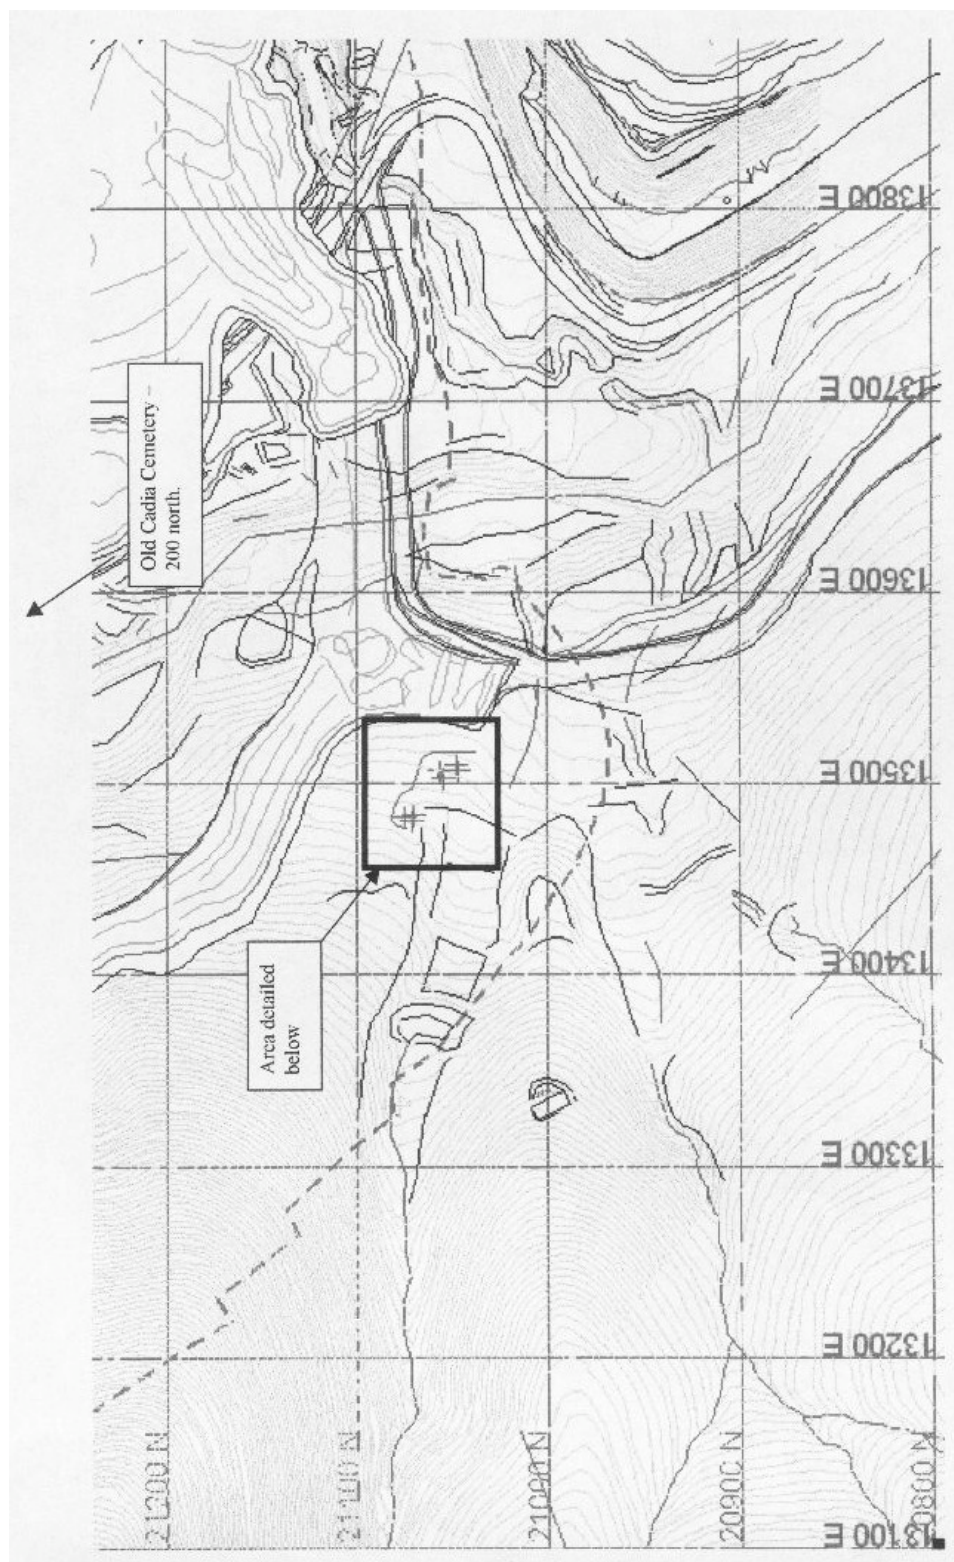 13800 E
13700 E
Old Cadia Cemetery –
200 north.
13600 E
13500 E
Area detailed
below
13400 E
13300 E
13200 E
21200 N
21100 N
21000 N
20900 N
20800 N
13100 E